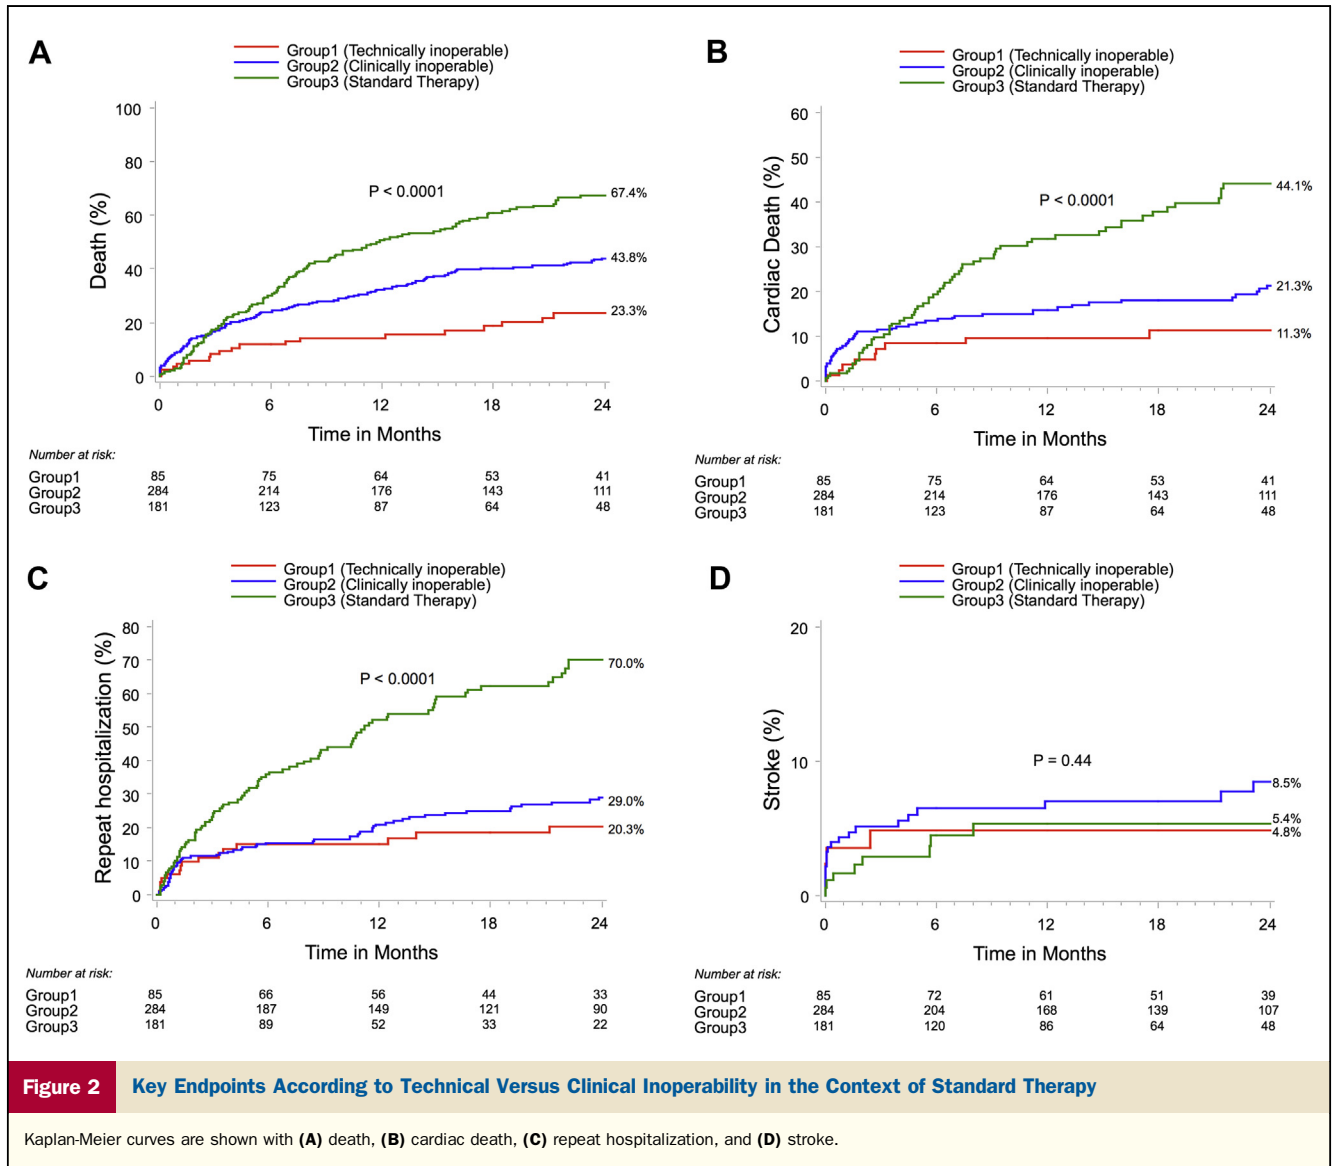 A
Group1 (Technically inoperable)
Group2 (Clinically inoperable)
Group3 (Standard Therapy)
100
80
60
40
20
0
Death (%)
P < 0.0001
67.4%
43.8%
23.3%
0 6 12 18 24
Time in Months
Number at risk:
Group1 85 75 64 53 41
Group2 284 214 176 143 111
Group3 181 123 87 64 48
B
Group1 (Technically inoperable)
Group2 (Clinically inoperable)
Group3 (Standard Therapy)
60
50
40
30
20
10
0
Cardiac Death (%)
P < 0.0001
44.1%
21.3%
11.3%
0 6 12 18 24
Time in Months
Number at risk:
Group1 85 75 64 53 41
Group2 284 214 176 143 111
Group3 181 123 87 64 48
C
Group1 (Technically inoperable)
Group2 (Clinically inoperable)
Group3 (Standard Therapy)
80
70
60
50
40
30
20
10
0
Repeat hospitalization (%)
P < 0.0001
70.0%
29.0%
20.3%
0 6 12 18 24
Time in Months
Number at risk:
Group1 85 66 56 44 33
Group2 284 187 149 121 90
Group3 181 89 52 33 22
D
Group1 (Technically inoperable)
Group2 (Clinically inoperable)
Group3 (Standard Therapy)
20
10
0
Stroke (%)
P = 0.44
8.5%
5.4%
4.8%
0 6 12 18 24
Time in Months
Number at risk:
Group1 85 72 61 51 39
Group2 284 204 168 139 107
Group3 181 120 86 64 48
Figure 2 Key Endpoints According to Technical Versus Clinical Inoperability in the Context of Standard Therapy
Kaplan-Meier curves are shown with (A) death, (B) cardiac death, (C) repeat hospitalization, and (D) stroke.